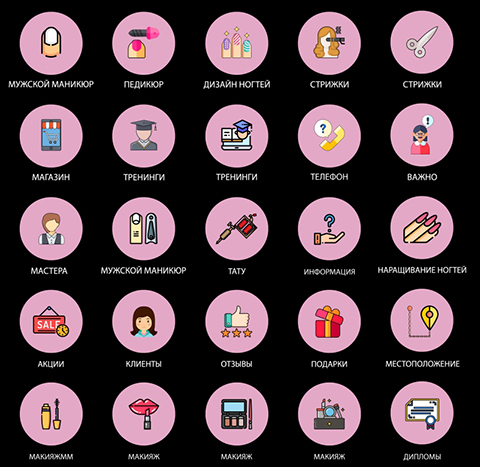 МУЖСКОЙ МАНИКЮР ПЕДИКЮР ДИЗАЙН НОГТЕЙ СТРИЖКИ СТРИЖКИ
МАГАЗИН ТРЕНИНГИ ТРЕНИНГИ ТЕЛЕФОН ВАЖНО
МАСТЕРА МУЖСКОЙ МАНИКЮР ТАТУ ИНФОРМАЦИЯ НАРАЩИВАНИЕ НОГТЕЙ
SALE
АКЦИИ КЛИЕНТЫ ОТЗЫВЫ ПОДАРКИ МЕСТОПОЛОЖЕНИЕ
МАКИЯЖММ МАКИЯЖ МАКИЯЖ МАКИЯЖ ДИПЛОМЫ